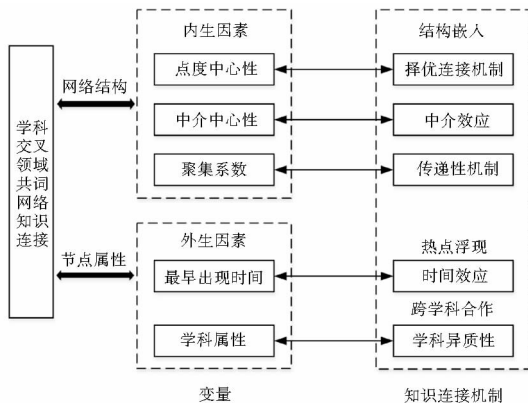 学科
交叉
领域
共词
网络
知识
连接
网络结构
节点属性
内生因素
点度中心性
中介中心性
聚集系数
外生因素
最早出现时间
学科属性
变量
结构嵌入
择优连接机制
中介效应
传递性机制
热点浮现
时间效应
跨学科合作
学科异质性
知识连接机制